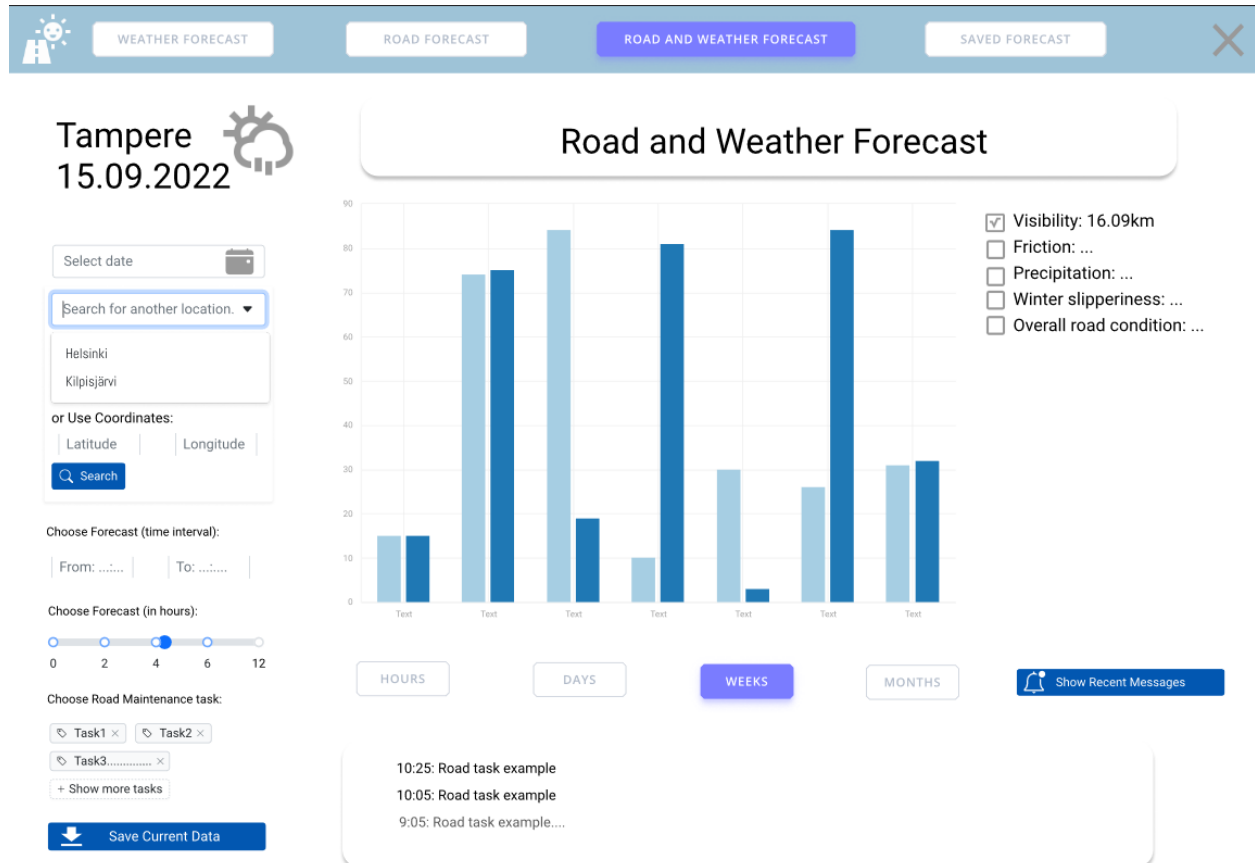 WEATHER FORECAST
ROAD FORECAST
ROAD AND WEATHER FORECAST
SAVED FORECAST
Tampere
15.09.2022
Road and Weather Forecast
Select date
Search for another location.
Helsinki
Kilpisjärvi
or Use Coordinates:
Latitude
Longitude
Search
Choose Forecast (time interval):
From: ...:...
To: ...:....
Choose Forecast (in hours):
0 2 4 6 12
Choose Road Maintenance task:
Task1 ×
Task2 ×
Task3.............. ×
+ Show more tasks
Save Current Data
90
80
70
60
50
40
30
20
10
0
Text Text Text Text Text Text Text
Visibility: 16.09km
Friction: ...
Precipitation: ...
Winter slipperiness: ...
Overall road condition: ...
HOURS
DAYS
WEEKS
MONTHS
Show Recent Messages
10:25: Road task example
10:05: Road task example
9:05: Road task example....